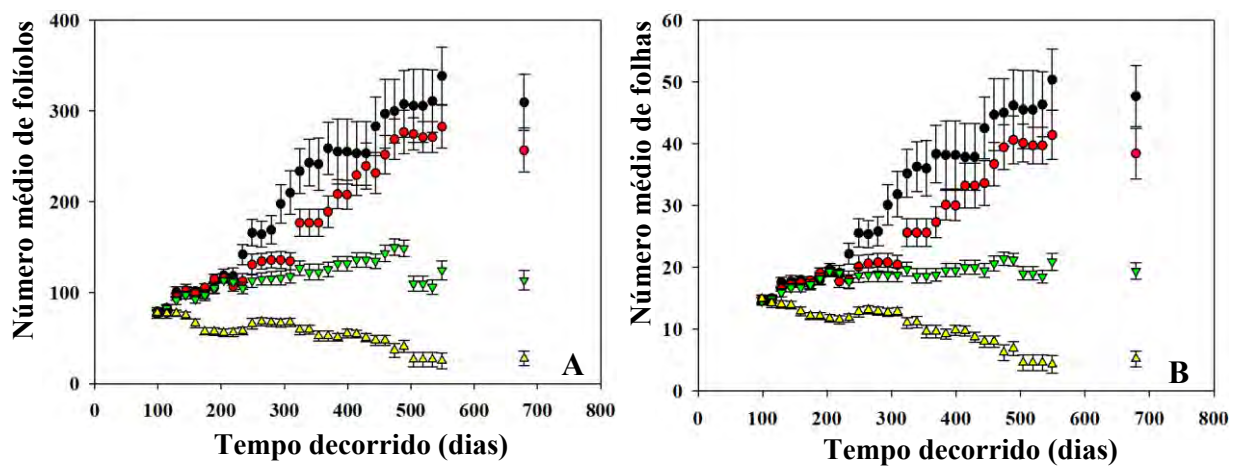 Número médio de folíolos
400
300
200
100
0
0 100 200 300 400 500 600 700 800
Tempo decorrido (dias)
A
Número médio de folhas
60
50
40
30
20
10
0
0 100 200 300 400 500 600 700 800
Tempo decorrido (dias)
B